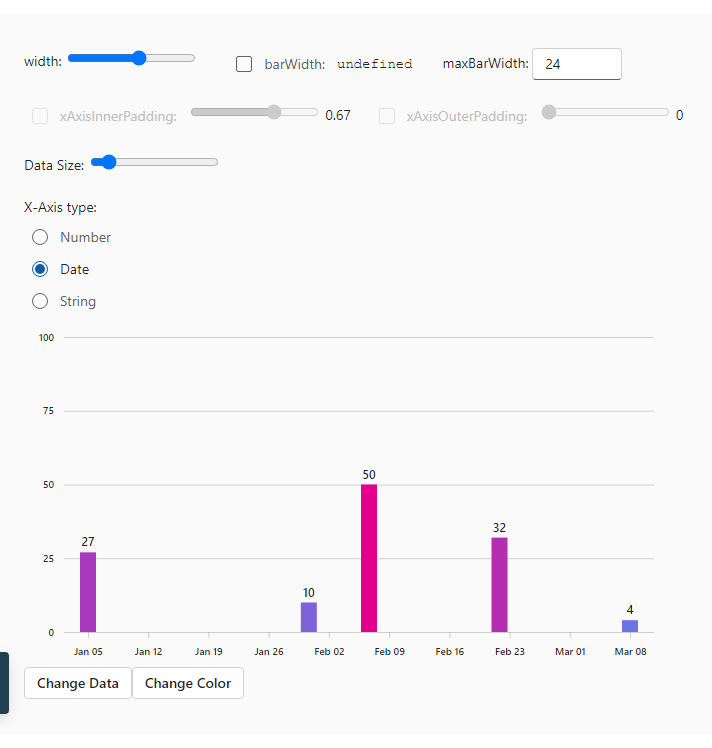 width: barWidth: undefined maxBarWidth: 24
xAxisInnerPadding: 0.67 xAxisOuterPadding: 0
Data Size:
X-Axis type:
Number
Date
String
100
75
50
50
27
32
25
10
4
0
Jan 05 Jan 12 Jan 19 Jan 26 Feb 02 Feb 09 Feb 16 Feb 23 Mar 01 Mar 08
Change Data Change Color